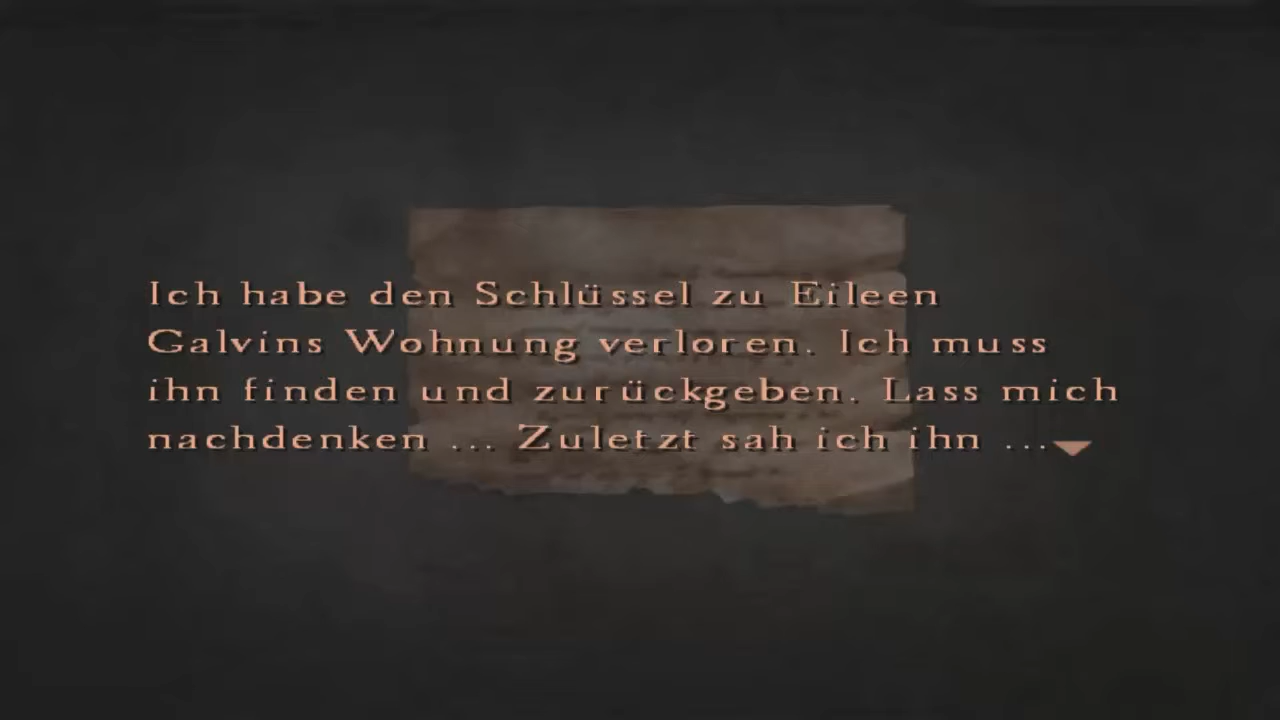 Ich habe den Schlüssel zu Eileen
Galvins Wohnung verloren. Ich muss
ihn finden und zurückgeben. Lass mich
nachdenken ... Zuletzt sah ich ihn ...